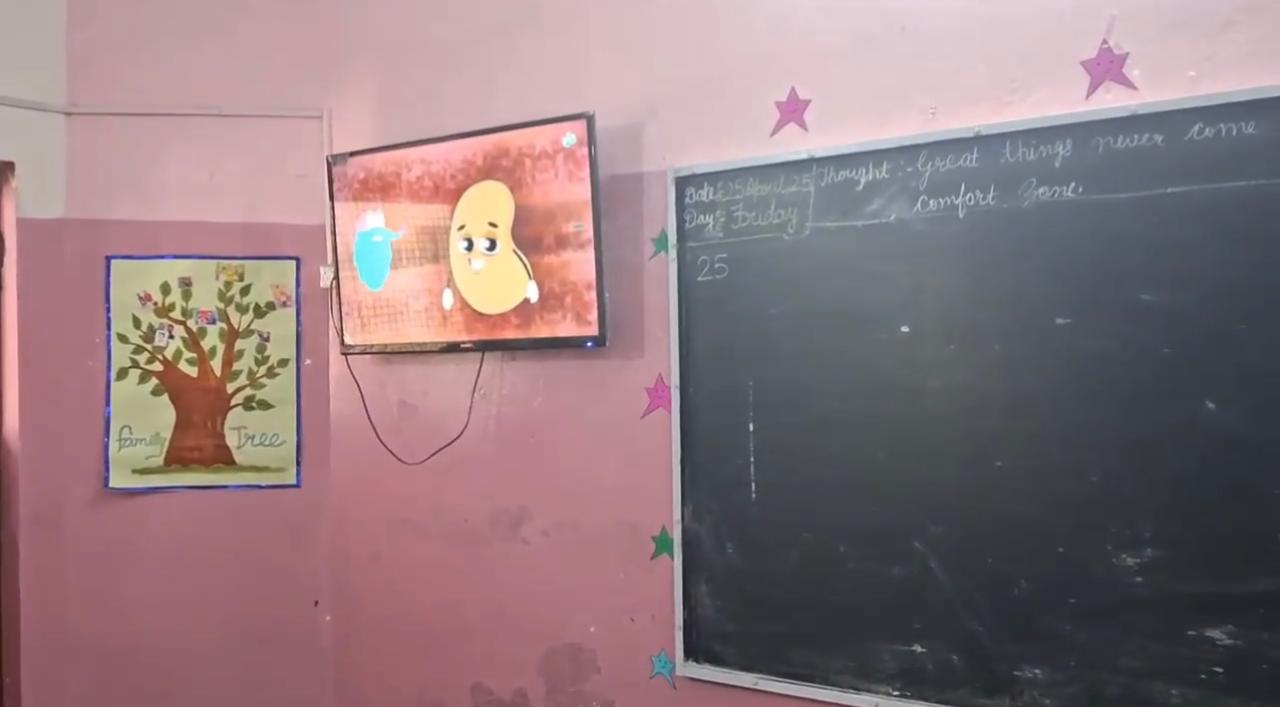 Family Tree
Date: 25 April 25
Day: Friday
Thought :- Great things never come
comfort zone.
25